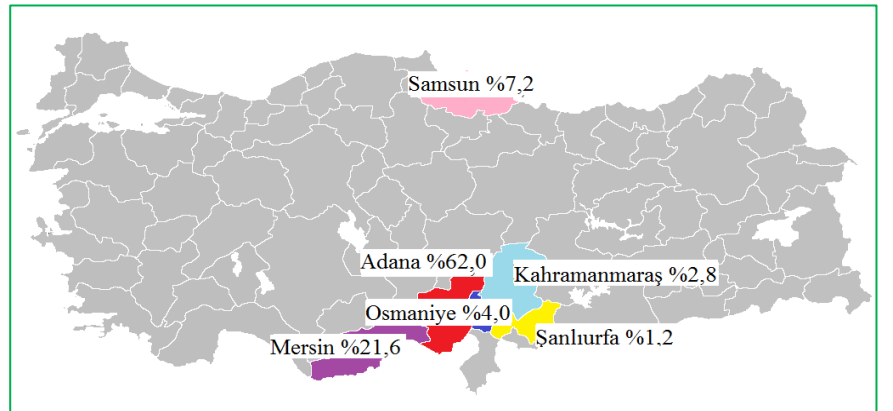 Samsun %7,2
Adana %62,0
Kahramanmaraş %2,8
Osmaniye %4,0
Şanlıurfa %1,2
Mersin %21,6